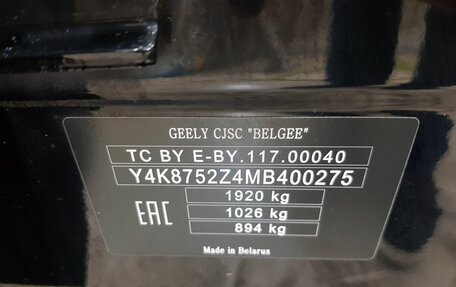 GEELY CJSC "BELGEE"
TC BY E-BY.117.00040
Y4K8752Z4MB400275
1920 kg
EAC 1026 kg
894 kg
Made in Belarus